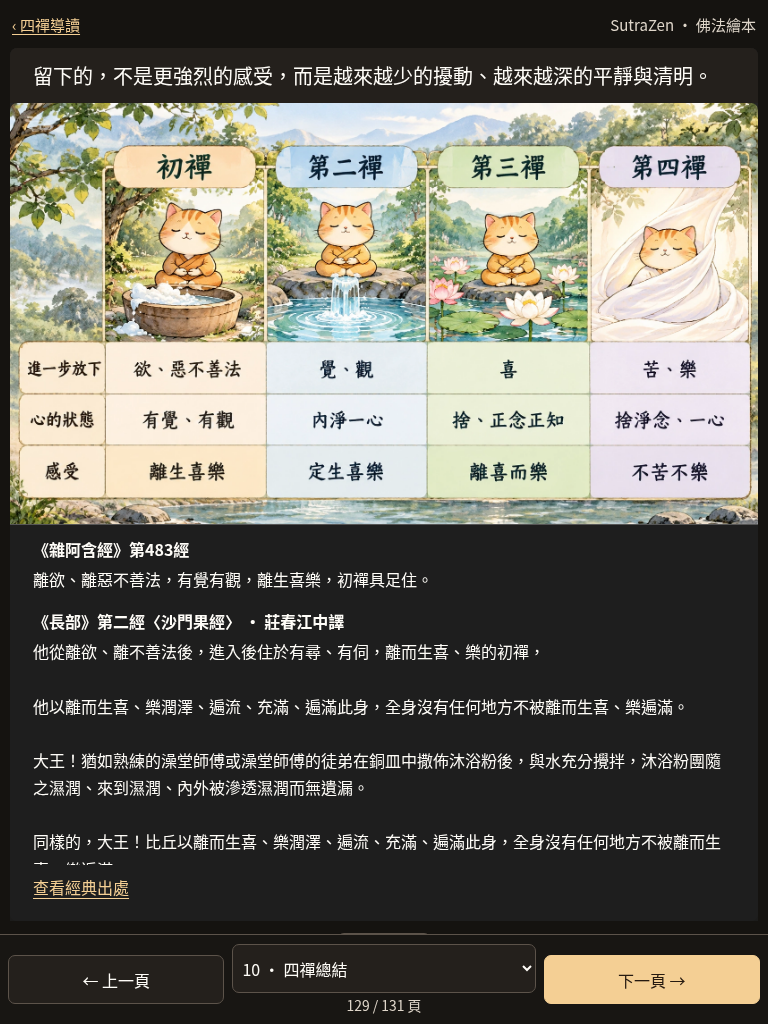 ‹ 四禪導讀
SutraZen · 佛法繪本
留下的，不是更強烈的感受，而是越來越少的擾動、越來越深的平靜與清明。
初禪 第二禪 第三禪 第四禪
進一步放下 欲、惡不善法 覺、觀 喜 苦、樂
心的狀態 有覺、有觀 內淨一心 捨、正念正知 捨淨念、一心
感受 離生喜樂 定生喜樂 離喜而樂 不苦不樂
《雜阿含經》第483經
離欲、離惡不善法，有覺有觀，離生喜樂，初禪具足住。
《長部》第二經〈沙門果經〉 · 莊春江中譯
他從離欲、離不善法後，進入後住於有尋、有伺，離而生喜、樂的初禪，
他以離而生喜、樂潤澤、遍流、充滿、遍滿此身，全身沒有任何地方不被離而生喜、樂遍滿。
大王！猶如熟練的澡堂師傅或澡堂師傅的徒弟在銅皿中撒佈沐浴粉後，與水充分攪拌，沐浴粉團隨
之濕潤、來到濕潤、內外被滲透濕潤而無遺漏。
同樣的，大王！比丘以離而生喜、樂潤澤、遍流、充滿、遍滿此身，全身沒有任何地方不被離而生
查看經典出處
← 上一頁
10 · 四禪總結
129 / 131 頁
下一頁 →